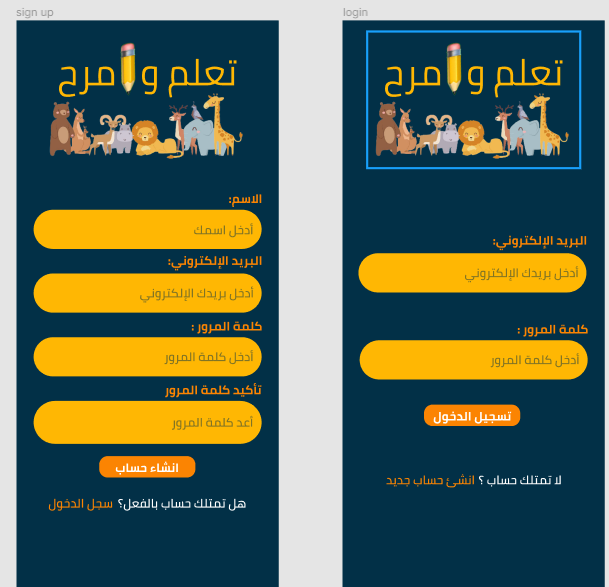 sign up
تعلم و امرح
الاسم:
أدخل اسمك
البريد الإلكتروني:
أدخل بريدك الإلكتروني
كلمة المرور :
أدخل كلمة المرور
تأكيد كلمة المرور
أعد كلمة المرور
انشاء حساب
هل تمتلك حساب بالفعل؟ سجل الدخول
login
تعلم و امرح
البريد الإلكتروني:
أدخل بريدك الإلكتروني
كلمة المرور :
أدخل كلمة المرور
تسجيل الدخول
لا تمتلك حساب ؟ انشئ حساب جديد